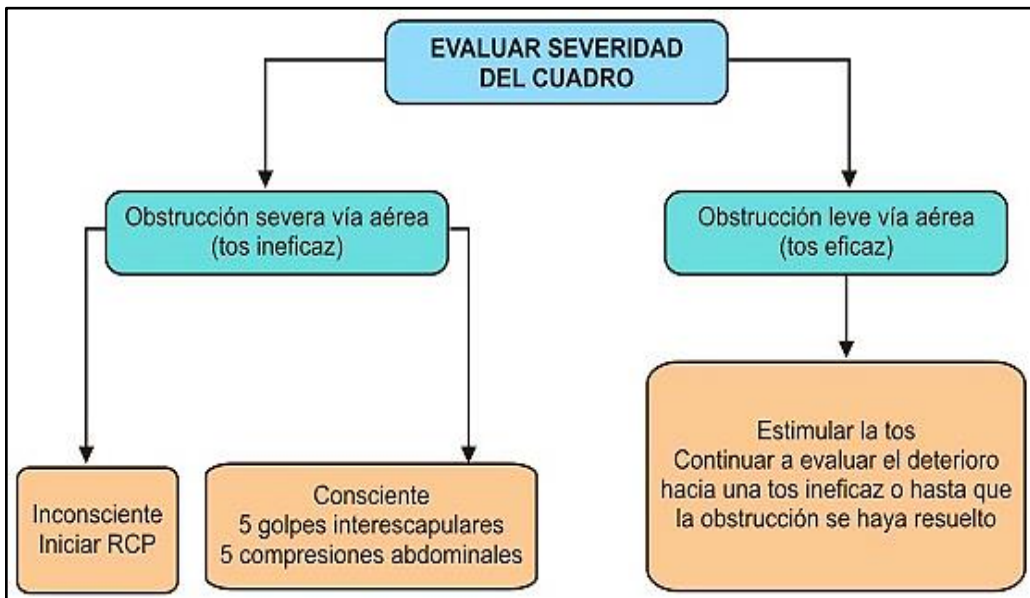 EVALUAR SEVERIDAD
DEL CUADRO
Obstrucción severa vía aérea
(tos ineficaz)
Obstrucción leve vía aérea
(tos eficaz)
Inconsciente
Iniciar RCP
Consciente
5 golpes interescapulares
5 compresiones abdominales
Estimular la tos
Continuar a evaluar el deterioro
hacia una tos ineficaz o hasta que
la obstrucción se haya resuelto